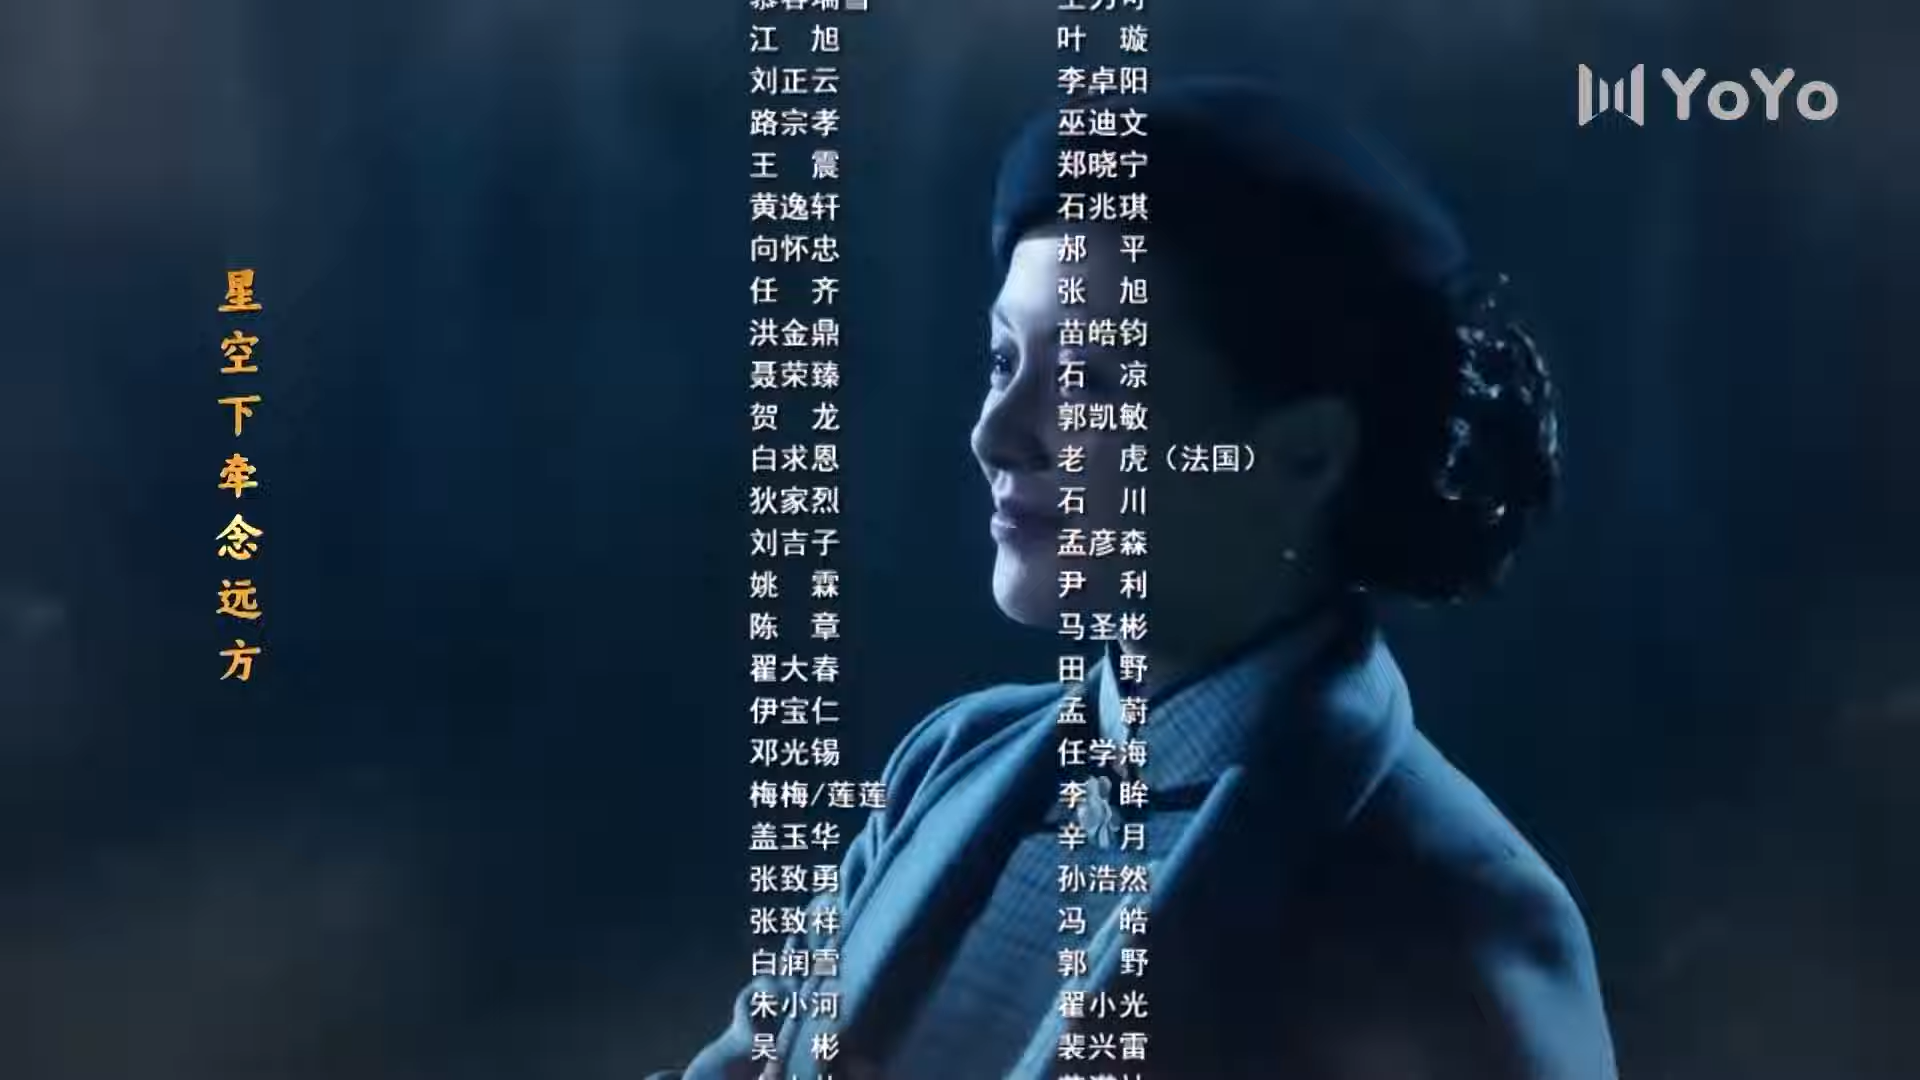 星空下牵念远方
YOYO
江 旭 叶 璇
刘正云 李卓阳
路宗孝 巫迪文
王 震 郑晓宁
黄逸轩 石兆琪
向怀忠 郝 平
任 齐 张 旭
洪金鼎 苗皓钧
聂荣臻 石 凉
贺 龙 郭凯敏
白求恩 老 虎（法国）
狄家烈 石 川
刘吉子 孟彦森
姚 霖 尹 利
陈 章 马圣彬
翟大春 田 野
伊宝仁 孟 蔚
邓光锡 任学海
梅梅/莲莲 李 眸
盖玉华 辛 月
张致勇 孙浩然
张致祥 冯 皓
白润雪 郭 野
朱小河 翟小光
吴 彬 裴兴雷